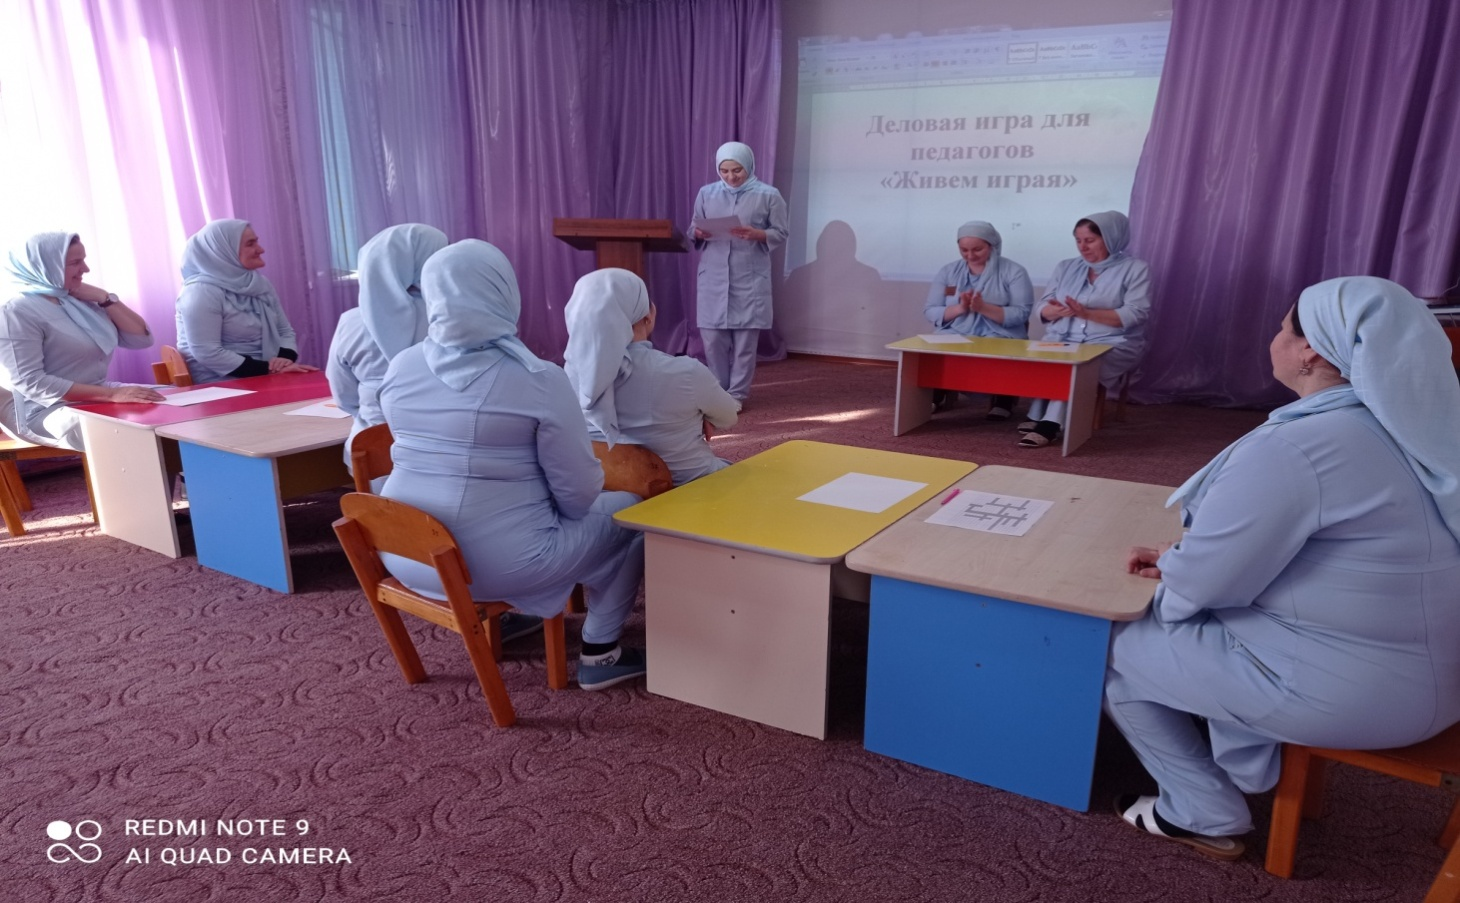 Деловая игра для
педагогов
«Живем играя»
REDMI NOTE 9
AI QUAD CAMERA